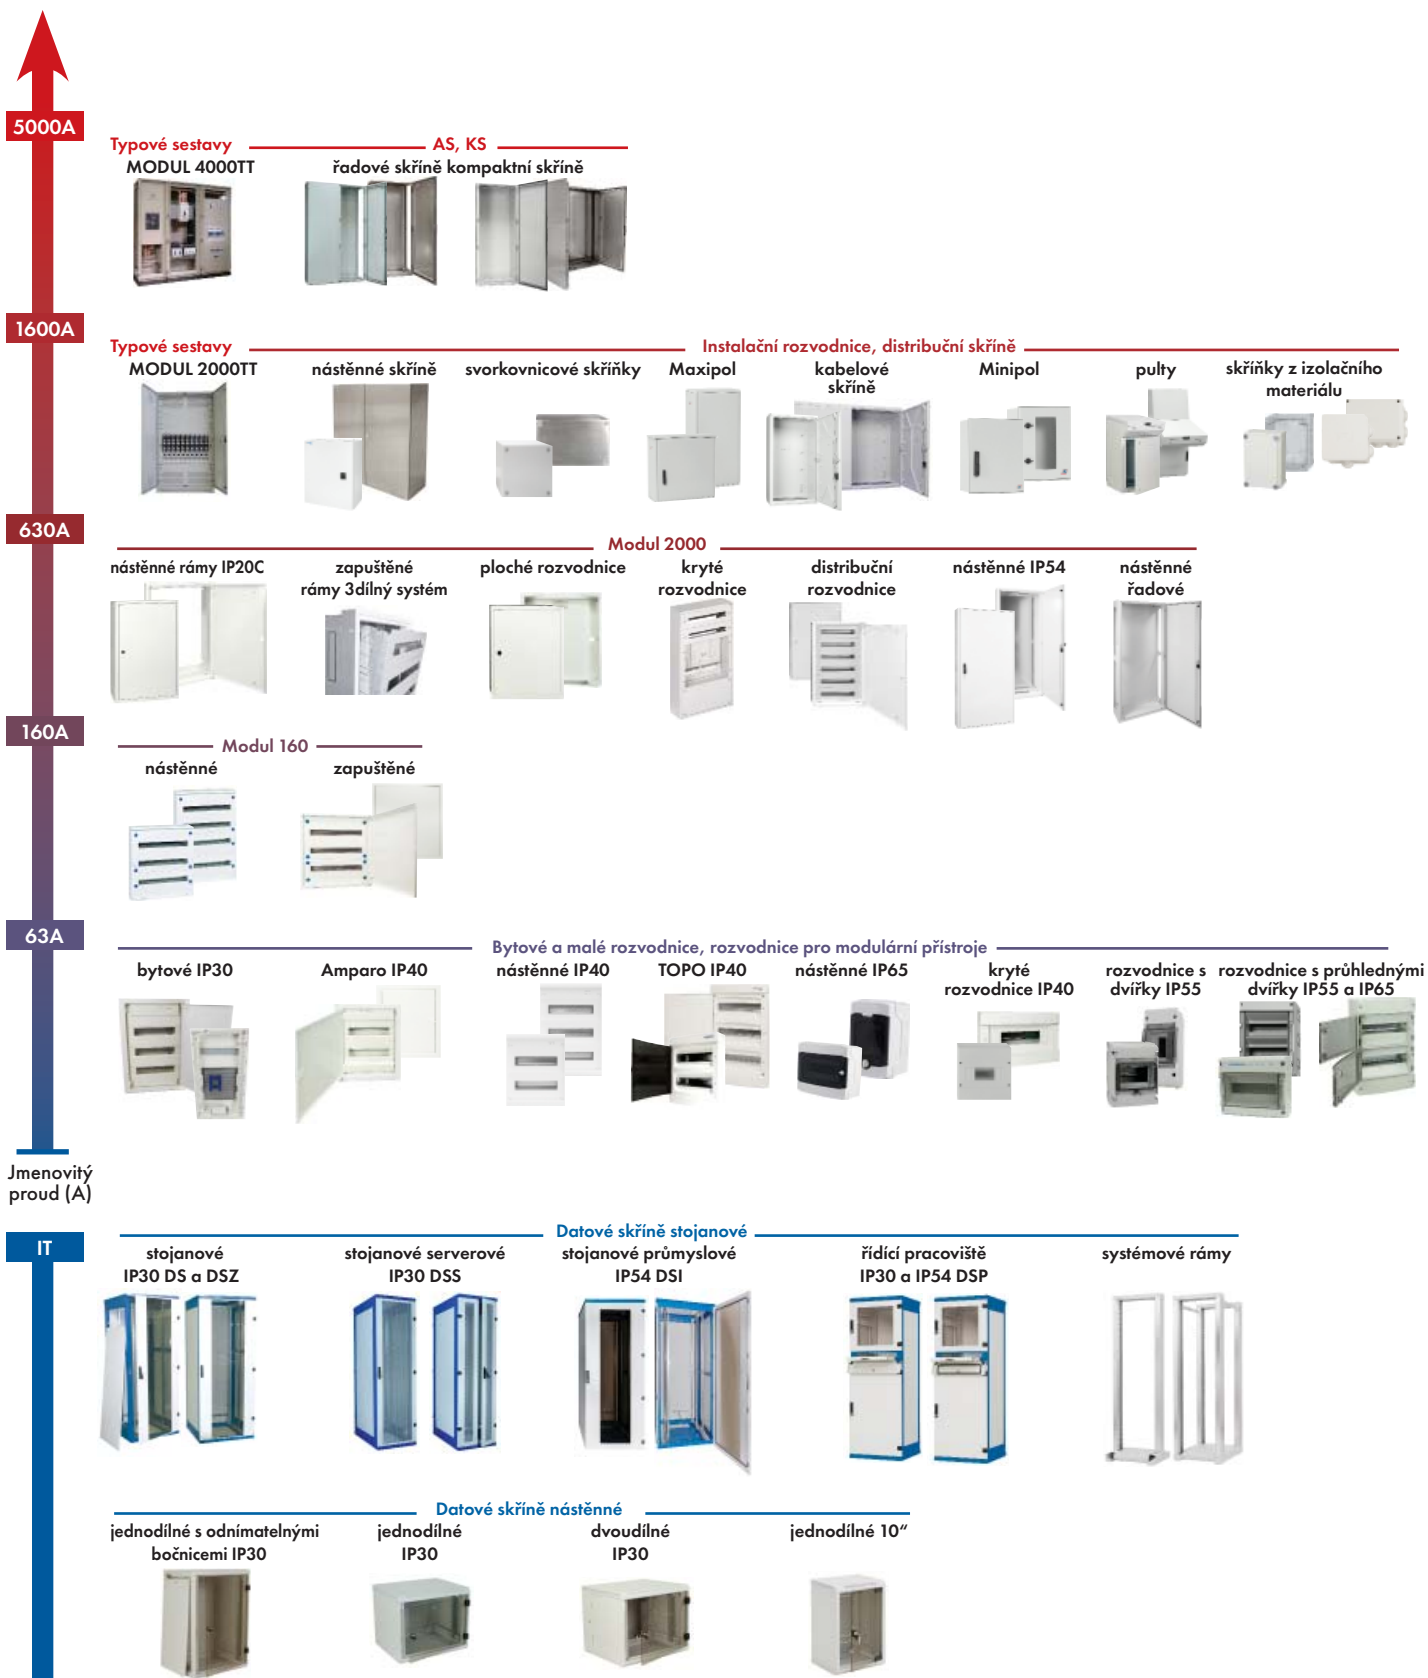 5000A
Typové sestavy
AS, KS
MODUL 4000TT
řadové skříně kompaktní skříně
1600A
Typové sestavy
Instalační rozvodnice, distribuční skříně
MODUL 2000TT
nástěnné skříně
svorkovnicové skříňky
Maxipol
kabelové
skříně
Minipol
pulty
skříňky z izolačního
materiálu
630A
Modul 2000
nástěnné rámy IP20C
zapuštěné
rámy 3dílný systém
ploché rozvodnice
kryté
rozvodnice
distribuční
rozvodnice
nástěnné IP54
nástěnné
řadové
160A
Modul 160
nástěnné
zapuštěné
63A
Bytové a malé rozvodnice, rozvodnice pro modulární přístroje
bytové IP30
Amparo IP40
nástěnné IP40
TOPO IP40
nástěnné IP65
kryté
rozvodnice IP40
rozvodnice s
dvířky IP55
rozvodnice s průhlednými
dvířky IP55 a IP65
Jmenovitý
proud (A)
IT
Datové skříně stojanové
stojanové
IP30 DS a DSZ
stojanové serverové
IP30 DSS
stojanové průmyslové
IP54 DSI
řídící pracoviště
IP30 a IP54 DSP
systémové rámy
Datové skříně nástěnné
jednodílné s odnímatelnými
bočnicemi IP30
jednodílné
IP30
dvoudílné
IP30
jednodílné 10“